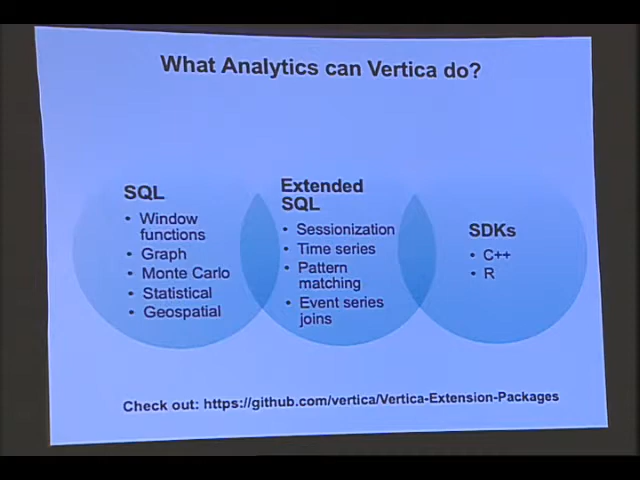 What Analytics can Vertica do?
SQL
• Window
functions
• Graph
• Monte Carlo
• Statistical
• Geospatial
Extended
SQL
• Sessionization
• Time series
• Pattern
matching
• Event series
joins
SDKs
• C++
• R
Check out: https://github.com/vertica/Vertica-Extension-Packages